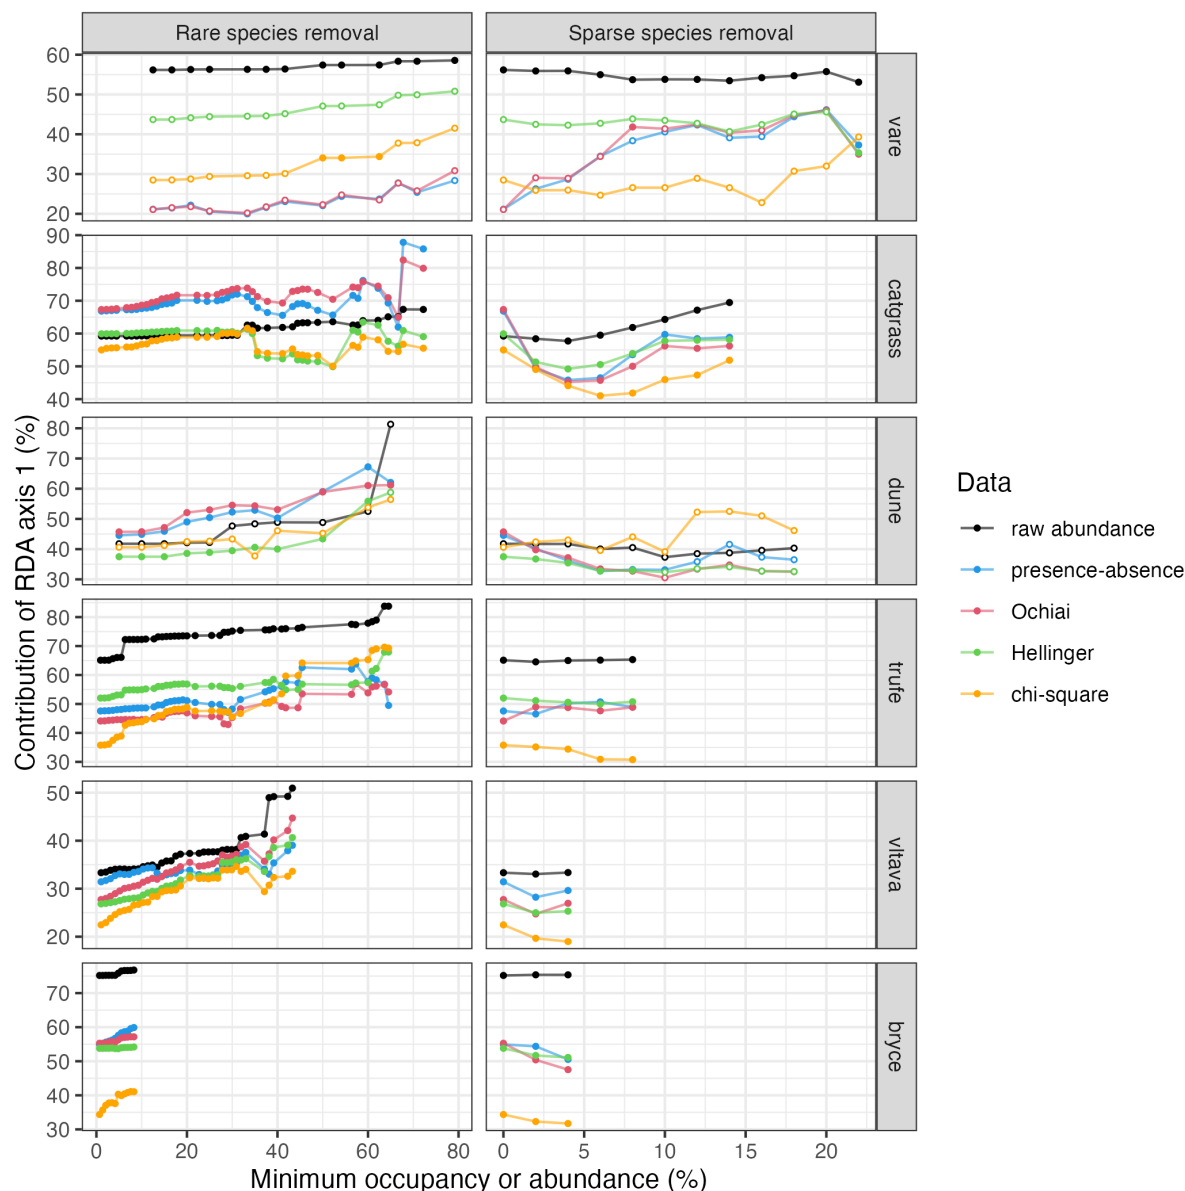 Rare species removal
Sparse species removal
60
50
40
30
20
vare
90
80
70
60
50
40
catgrass
80
70
60
50
40
30
dune
80
70
60
50
40
30
trufe
50
40
30
20
vltava
70
60
50
40
30
bryce
0
20
40
60
80
0
5
10
15
20
Contribution of RDA axis 1 (%)
Minimum occupancy or abundance (%)
Data
raw abundance
presence-absence
Ochiai
Hellinger
chi-square